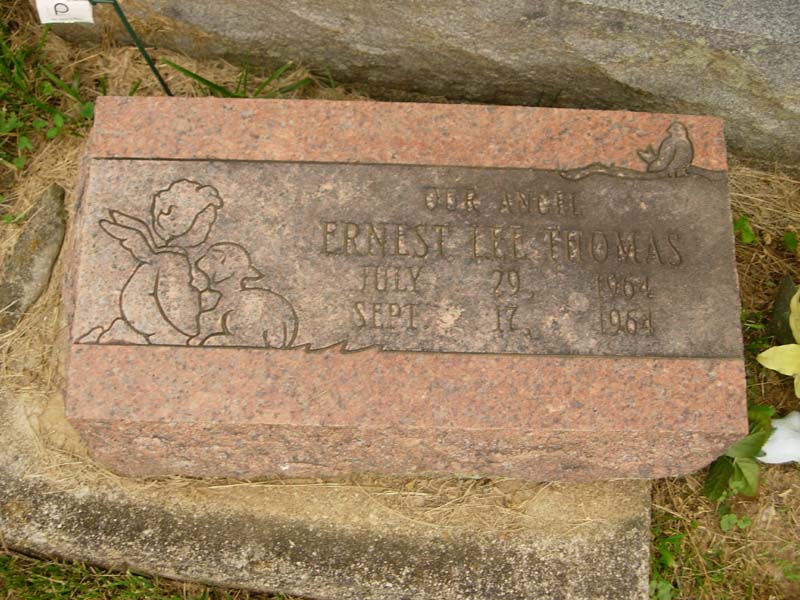 OUR ANGEL
ERNEST LEE THOMAS
JULY 29, 1964
SEPT. 17, 1964